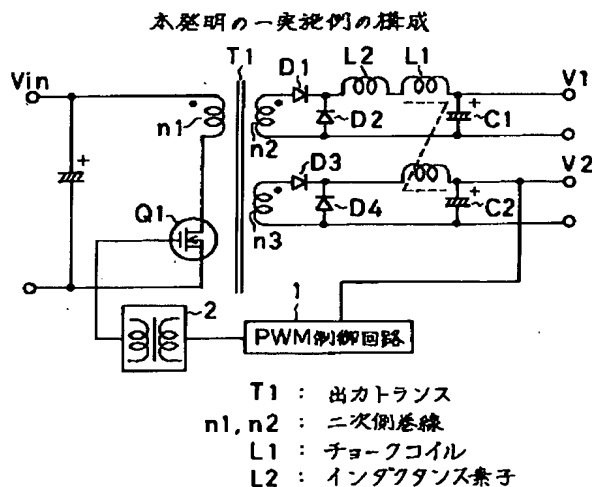 本発明の一実施例の構成
T1
D1
L2
L1
V1
Vin
n1
n2
D2
C1
D3
V2
Q1
n3
D4
C2
2
1
PWM制御回路
T1 : 出力トランス
n1, n2 : 二次側巻線
L1 : チョークコイル
L2 : インダクタンス素子